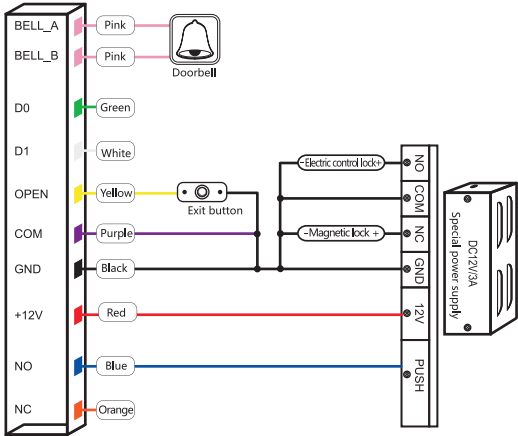 BELL_A
Pink
BELL_B
Pink
Doorbell
D0
Green
D1
White
OPEN
Yellow
Exit button
COM
Purple
GND
Black
+12V
Red
NO
Blue
NC
Orange
-Electric control lock+
-Magnetic lock +
NO
COM
NC
GND
12V
PUSH
DC12V/3A
Special power supply